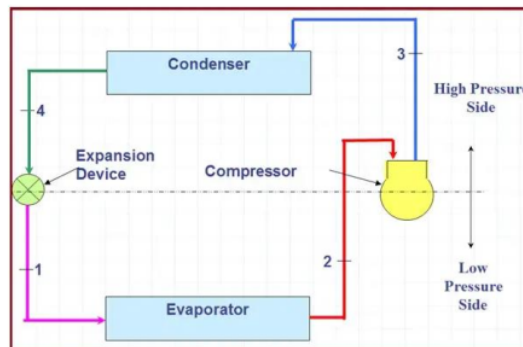 Condenser
3
High Pressure
Side
4
Expansion
Device
Compressor
1
2
Low
Pressure
Side
Evaporator